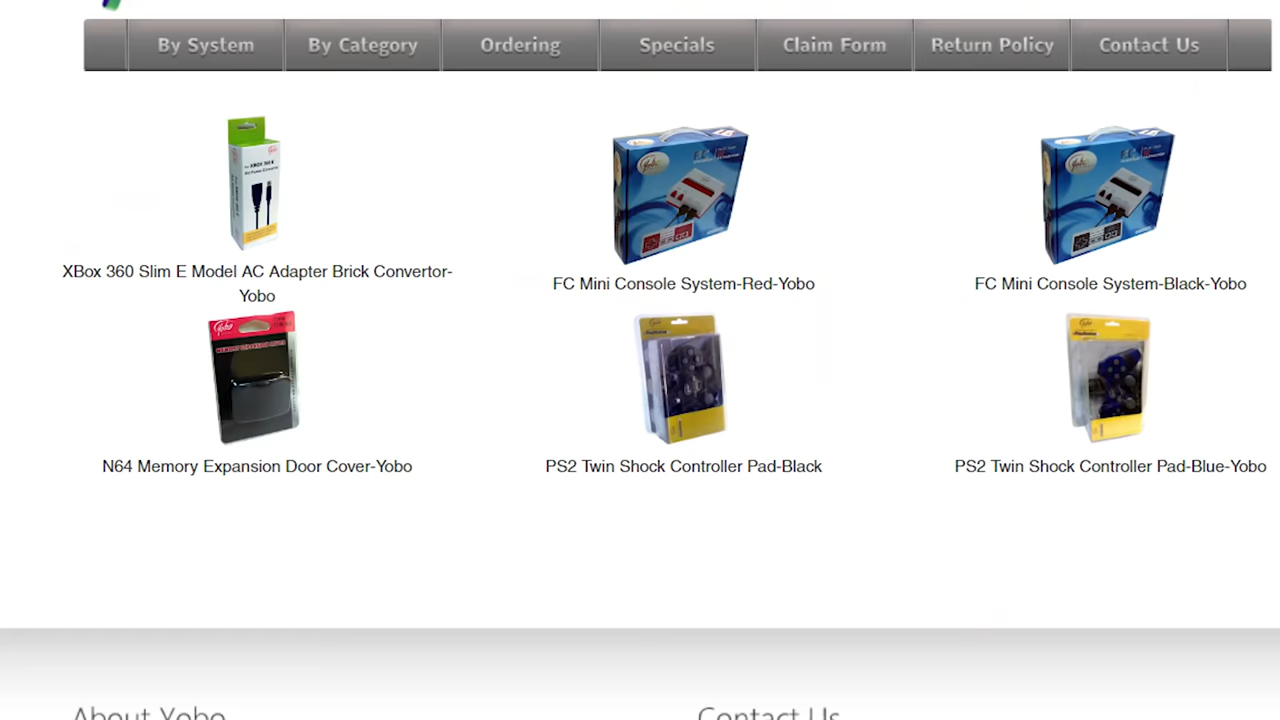 By System
By Category
Ordering
Specials
Claim Form
Return Policy
Contact Us
XBox 360 Slim E Model AC Adapter Brick Convertor-
Yobo
FC Mini Console System-Red-Yobo
FC Mini Console System-Black-Yobo
N64 Memory Expansion Door Cover-Yobo
PS2 Twin Shock Controller Pad-Black
PS2 Twin Shock Controller Pad-Blue-Yobo
About Yobo
Contact Us